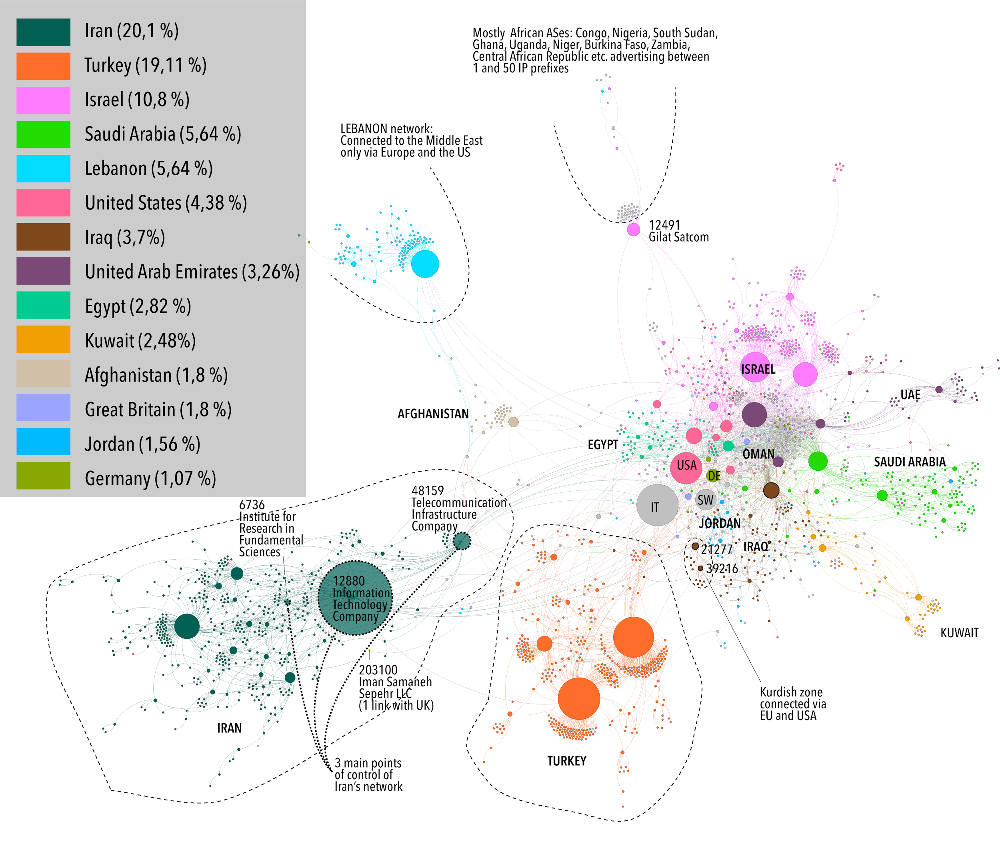 Iran (20,1 %)
Turkey (19,11 %)
Israel (10,8 %)
Saudi Arabia (5,64 %)
Lebanon (5,64 %)
United States (4,38 %)
Iraq (3,7%)
United Arab Emirates (3,26%)
Egypt (2,82 %)
Kuwait (2,48%)
Afghanistan (1,8 %)
Great Britain (1,8 %)
Jordan (1,56 %)
Germany (1,07 %)
Mostly African ASes: Congo, Nigeria, South Sudan,
Ghana, Uganda, Niger, Burkina Faso, Zambia,
Central African Republic etc. advertising between
1 and 50 IP prefixes
LEBANON network:
Connected to the Middle East
only via Europe and the US
12491
Gilat Satcom
ISRAEL
UAE
AFGHANISTAN
EGYPT
OMAN
SAUDI ARABIA
USA
DE
IT
SW
JORDAN
IRAQ
21277
39216
KUWAIT
48159
Telecommunication
Infrastructure
Company
6736
Institute for
Research in
Fundamental
Sciences
12880
Information
Technology
Company
203100
Iman Samaneh
Sepehr LLC
(1 link with UK)
IRAN
3 main points
of control of
Iran's network
TURKEY
Kurdish zone
connected via
EU and USA